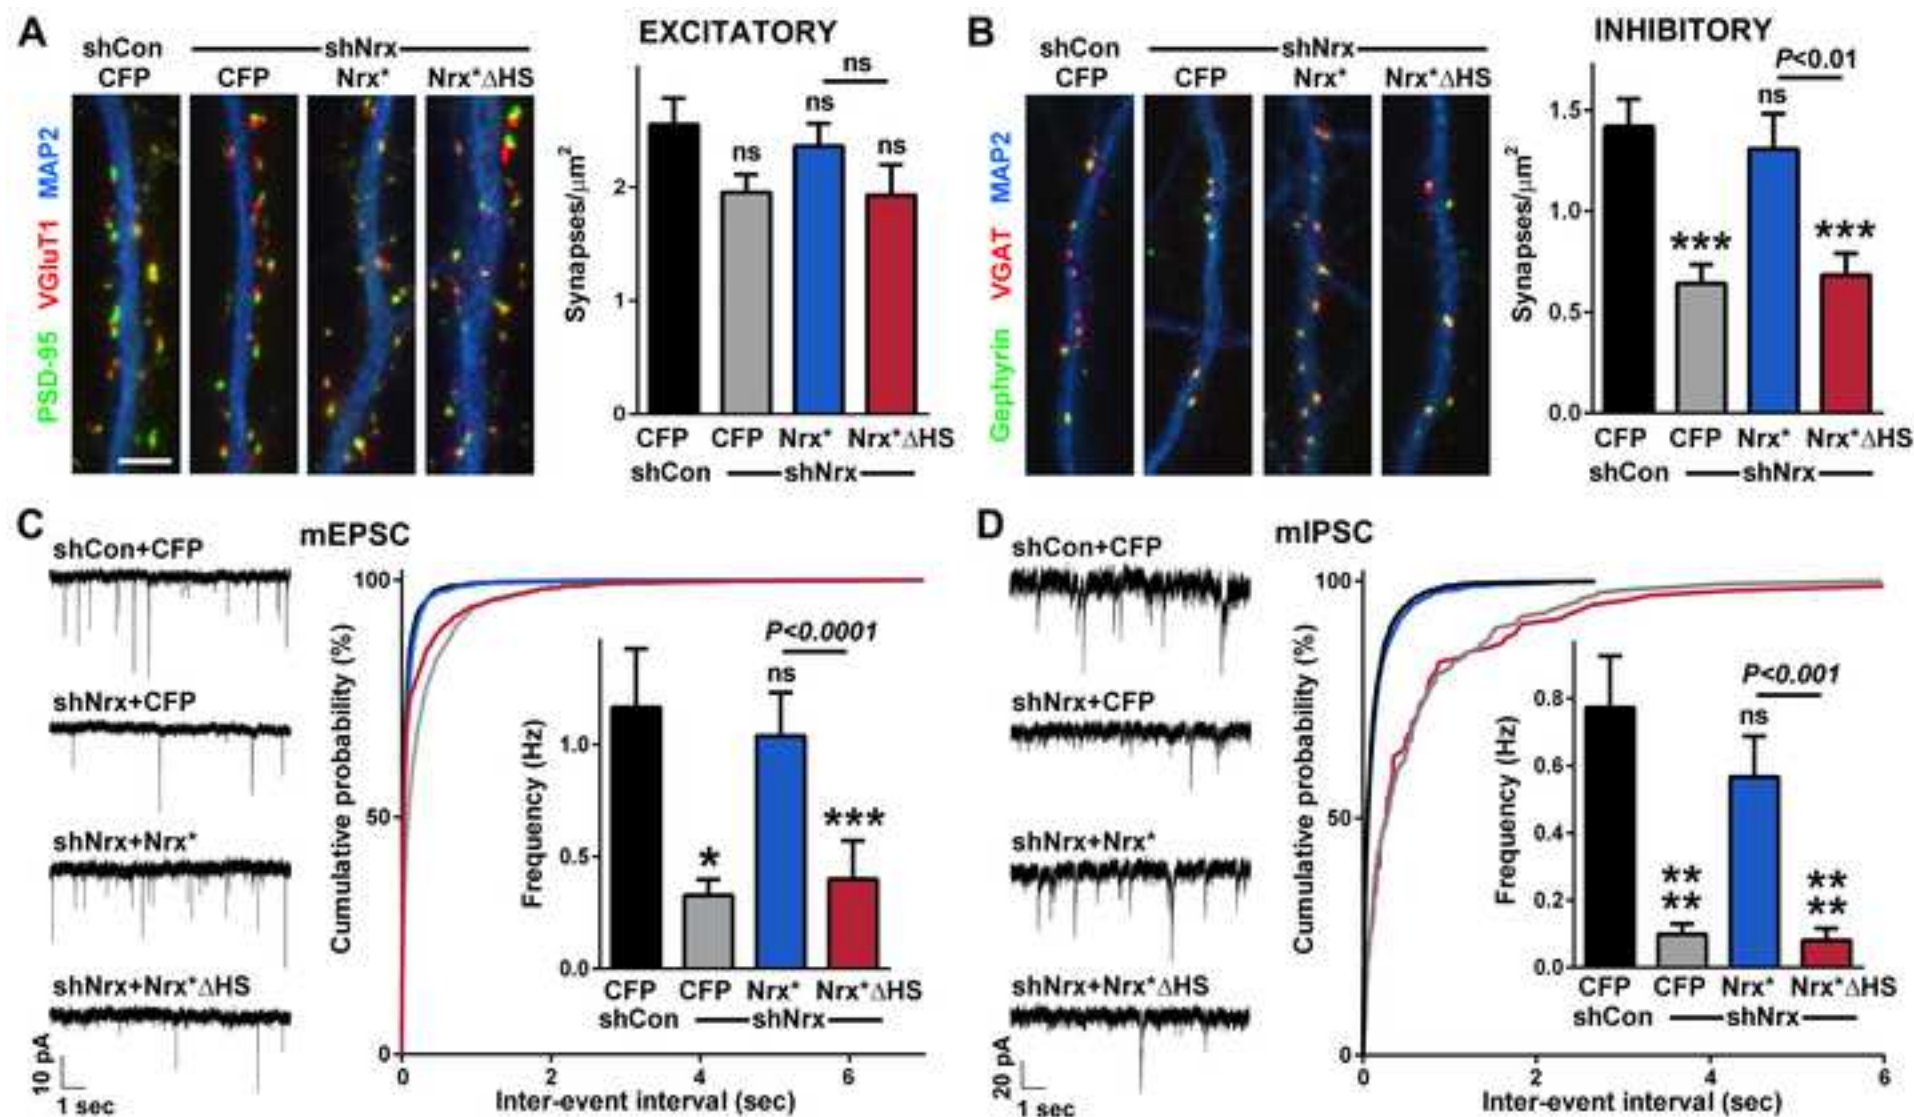 A
shCon
shNrx
CFP
CFP
Nrx*
Nrx*ΔHS
PSD-95 VGluT1 MAP2
EXCITATORY
ns
ns
ns
ns
Synapses/μm²
2
1
0
CFP
CFP
Nrx*
Nrx*ΔHS
shCon
shNrx
B
shCon
shNrx
CFP
CFP
Nrx*
Nrx*ΔHS
Gephyrin VGAT MAP2
INHIBITORY
P<0.01
ns
***
***
Synapses/μm²
1.5
1.0
0.5
0.0
CFP
CFP
Nrx*
Nrx*ΔHS
shCon
shNrx
C
shCon+CFP
shNrx+CFP
shNrx+Nrx*
shNrx+Nrx*ΔHS
10 pA
1 sec
mEPSC
Cumulative probability (%)
100
50
0
0
2
4
6
Inter-event interval (sec)
P<0.0001
ns
*
***
Frequency (Hz)
1.0
0.5
0.0
CFP
CFP
Nrx*
Nrx*ΔHS
shCon
shNrx
D
shCon+CFP
shNrx+CFP
shNrx+Nrx*
shNrx+Nrx*ΔHS
20 pA
1 sec
mIPSC
Cumulative probability (%)
100
50
0
0
2
4
6
Inter-event interval (sec)
P<0.001
ns
**
**
**
**
Frequency (Hz)
0.8
0.6
0.4
0.2
0.0
CFP
CFP
Nrx*
Nrx*ΔHS
shCon
shNrx